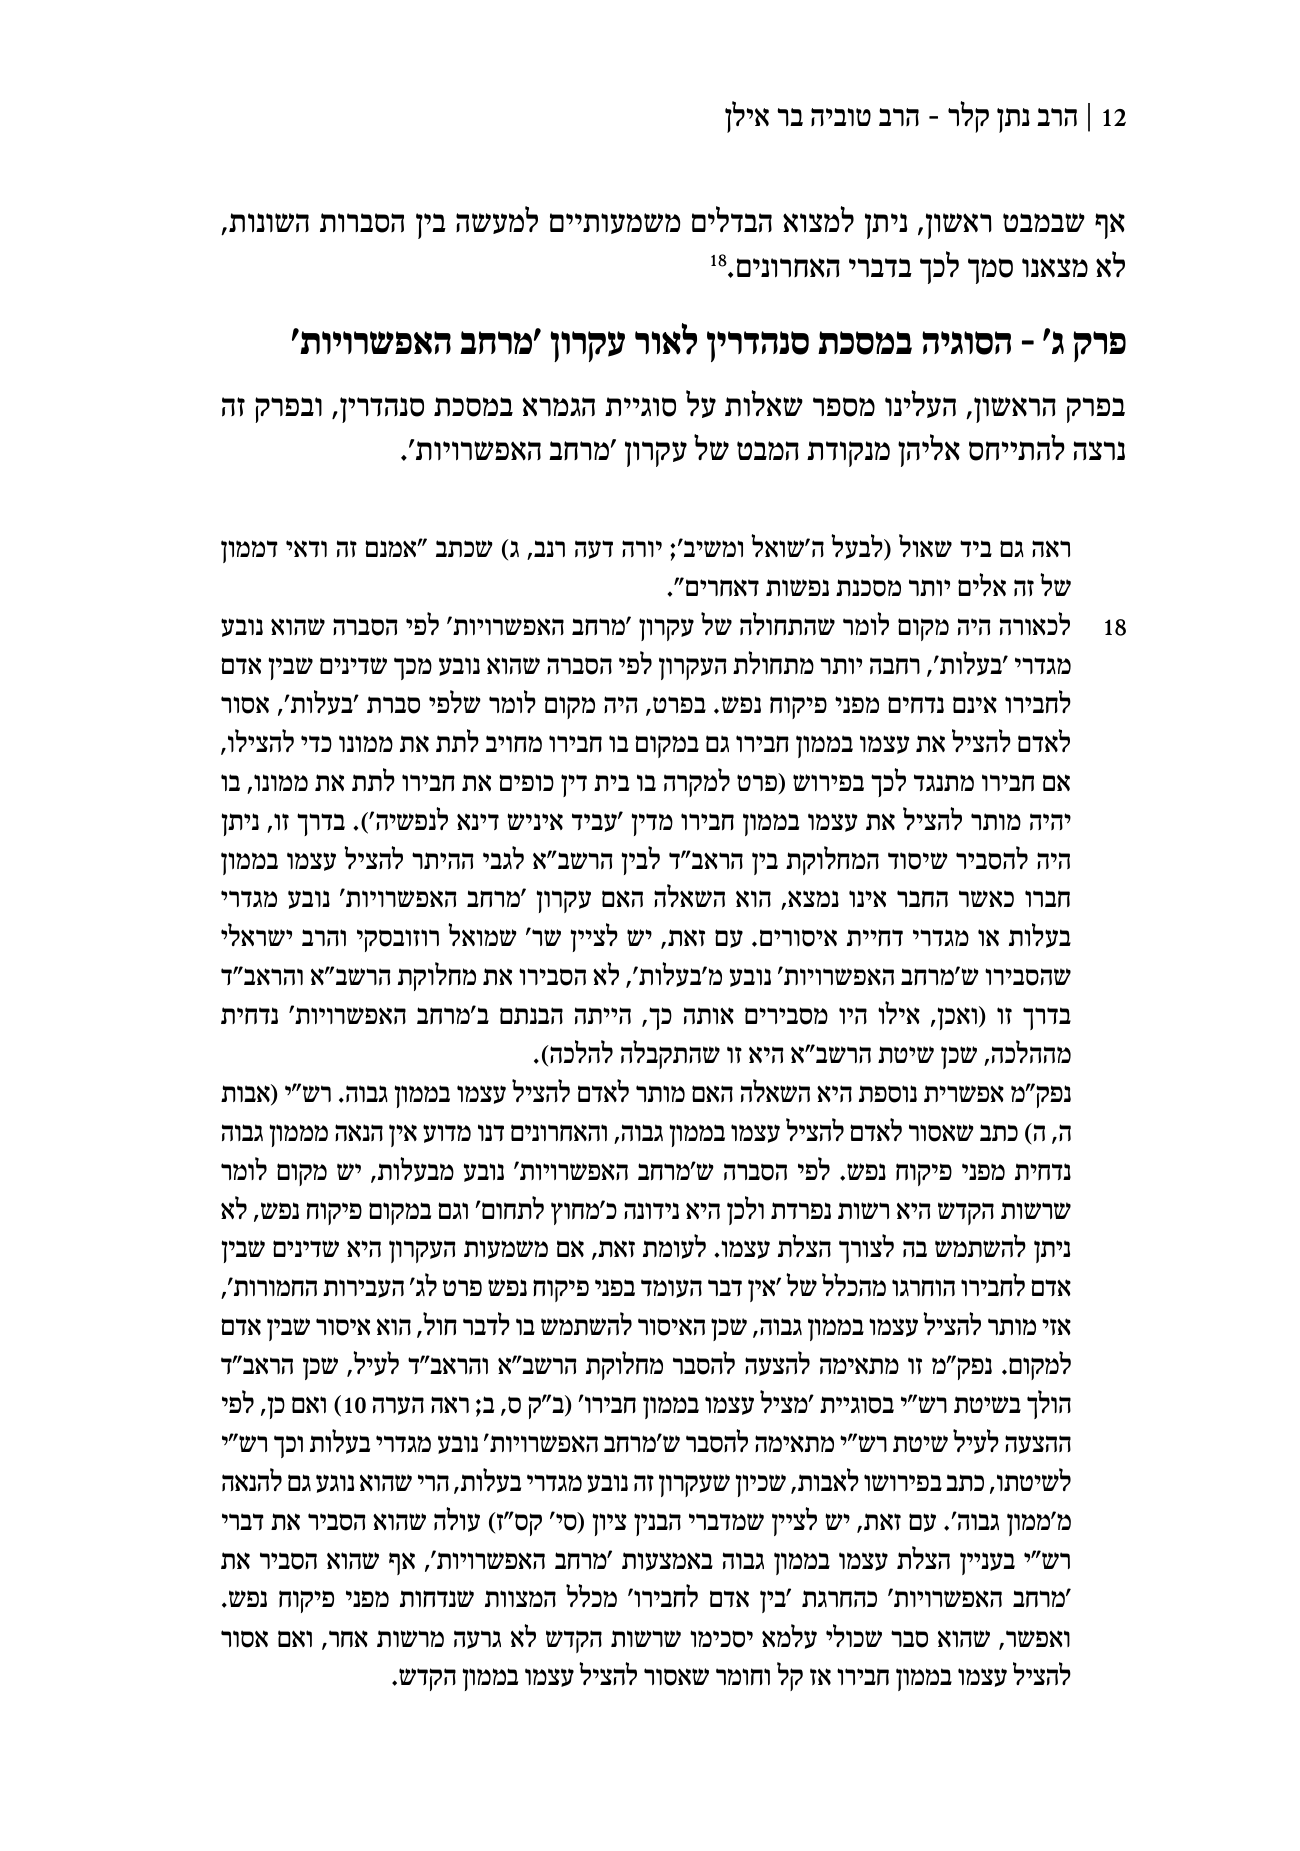 12 | הרב נתן קלר - הרב טוביה בר אילן
אף שבמבט ראשון, ניתן למצוא הבדלים משמעותיים למעשה בין הסברות השונות,
לא מצאנו סמך לכך בדברי האחרונים.18
פרק ג' - הסוגיה במסכת סנהדרין לאור עקרון 'מרחב האפשרויות'
בפרק הראשון, העלינו מספר שאלות על סוגיית הגמרא במסכת סנהדרין, ובפרק זה
נרצה להתייחס אליהן מנקודת המבט של עקרון 'מרחב האפשרויות'.
ראה גם ביד שאול (לבעל ה'שואל ומשיב'; יורה דעה רנב, ג) שכתב "אמנם זה ודאי דממון
של זה אלים יותר מסכנת נפשות דאחרים".
18 לכאורה היה מקום לומר שהתחולה של עקרון 'מרחב האפשרויות' לפי הסברה שהוא נובע
מגדרי 'בעלות', רחבה יותר מתחולת העקרון לפי הסברה שהוא נובע מכך שדינים שבין אדם
לחבירו אינם נדחים מפני פיקוח נפש. בפרט, היה מקום לומר שלפי סברת 'בעלות', אסור
לאדם להציל את עצמו בממון חבירו גם במקום בו חבירו מחויב לתת את ממונו כדי להצילו,
אם חבירו מתנגד לכך בפירוש (פרט למקרה בו בית דין כופים את חבירו לתת את ממונו, בו
יהיה מותר להציל את עצמו בממון חבירו מדין 'עביד איניש דינא לנפשיה'). בדרך זו, ניתן
היה להסביר שיסוד המחלוקת בין הראב"ד לבין הרשב"א לגבי ההיתר להציל עצמו בממון
חברו כאשר החבר אינו נמצא, הוא השאלה האם עקרון 'מרחב האפשרויות' נובע מגדרי
בעלות או מגדרי דחיית איסורים. עם זאת, יש לציין שר' שמואל רוזובסקי והרב ישראלי
שהסבירו ש'מרחב האפשרויות' נובע מ'בעלות', לא הסבירו את מחלוקת הרשב"א והראב"ד
בדרך זו (ואכן, אילו היו מסבירים אותה כך, הייתה הבנתם ב'מרחב האפשרויות' נדחית
מההלכה, שכן שיטת הרשב"א היא זו שהתקבלה להלכה).
נפק"מ אפשרית נוספת היא השאלה האם מותר לאדם להציל עצמו בממון גבוה. רש"י (אבות
ה, ה) כתב שאסור לאדם להציל עצמו בממון גבוה, והאחרונים דנו מדוע אין הנאה מממון גבוה
נדחית מפני פיקוח נפש. לפי הסברה ש'מרחב האפשרויות' נובע מבעלות, יש מקום לומר
שרשות הקדש היא רשות נפרדת ולכן היא נידונה כ'מחוץ לתחום' וגם במקום פיקוח נפש, לא
ניתן להשתמש בה לצורך הצלת עצמו. לעומת זאת, אם משמעות העקרון היא שדינים שבין
אדם לחבירו הוחרגו מהכלל של 'אין דבר העומד בפני פיקוח נפש פרט לג' העבירות החמורות',
אזי מותר להציל עצמו בממון גבוה, שכן האיסור להשתמש בו לדבר חול, הוא איסור שבין אדם
למקום. נפק"מ זו מתאימה להצעה להסבר מחלוקת הרשב"א והראב"ד לעיל, שכן הראב"ד
הולך בשיטת רש"י בסוגיית 'מציל עצמו בממון חבירו' (ב"ק ס, ב; ראה הערה 10) ואם כן, לפי
ההצעה לעיל שיטת רש"י מתאימה להסבר ש'מרחב האפשרויות' נובע מגדרי בעלות וכך רש"י
לשיטתו, כתב בפירושו לאבות, שכיון שעקרון זה נובע מגדרי בעלות, הרי שהוא נוגע גם להנאה
מ'ממון גבוה'. עם זאת, יש לציין שמדברי הבנין ציון (סי' קס"ז) עולה שהוא הסביר את דברי
רש"י בעניין הצלת עצמו בממון גבוה באמצעות 'מרחב האפשרויות', אף שהוא הסביר את
'מרחב האפשרויות' כהחרגת 'בין אדם לחבירו' מכלל המצוות שנדחות מפני פיקוח נפש.
ואפשר, שהוא סבר שכולי עלמא יסכימו שרשות הקדש לא גרעה מרשות אחר, ואם אסור
להציל עצמו בממון חבירו אז קל וחומר שאסור להציל עצמו בממון הקדש.